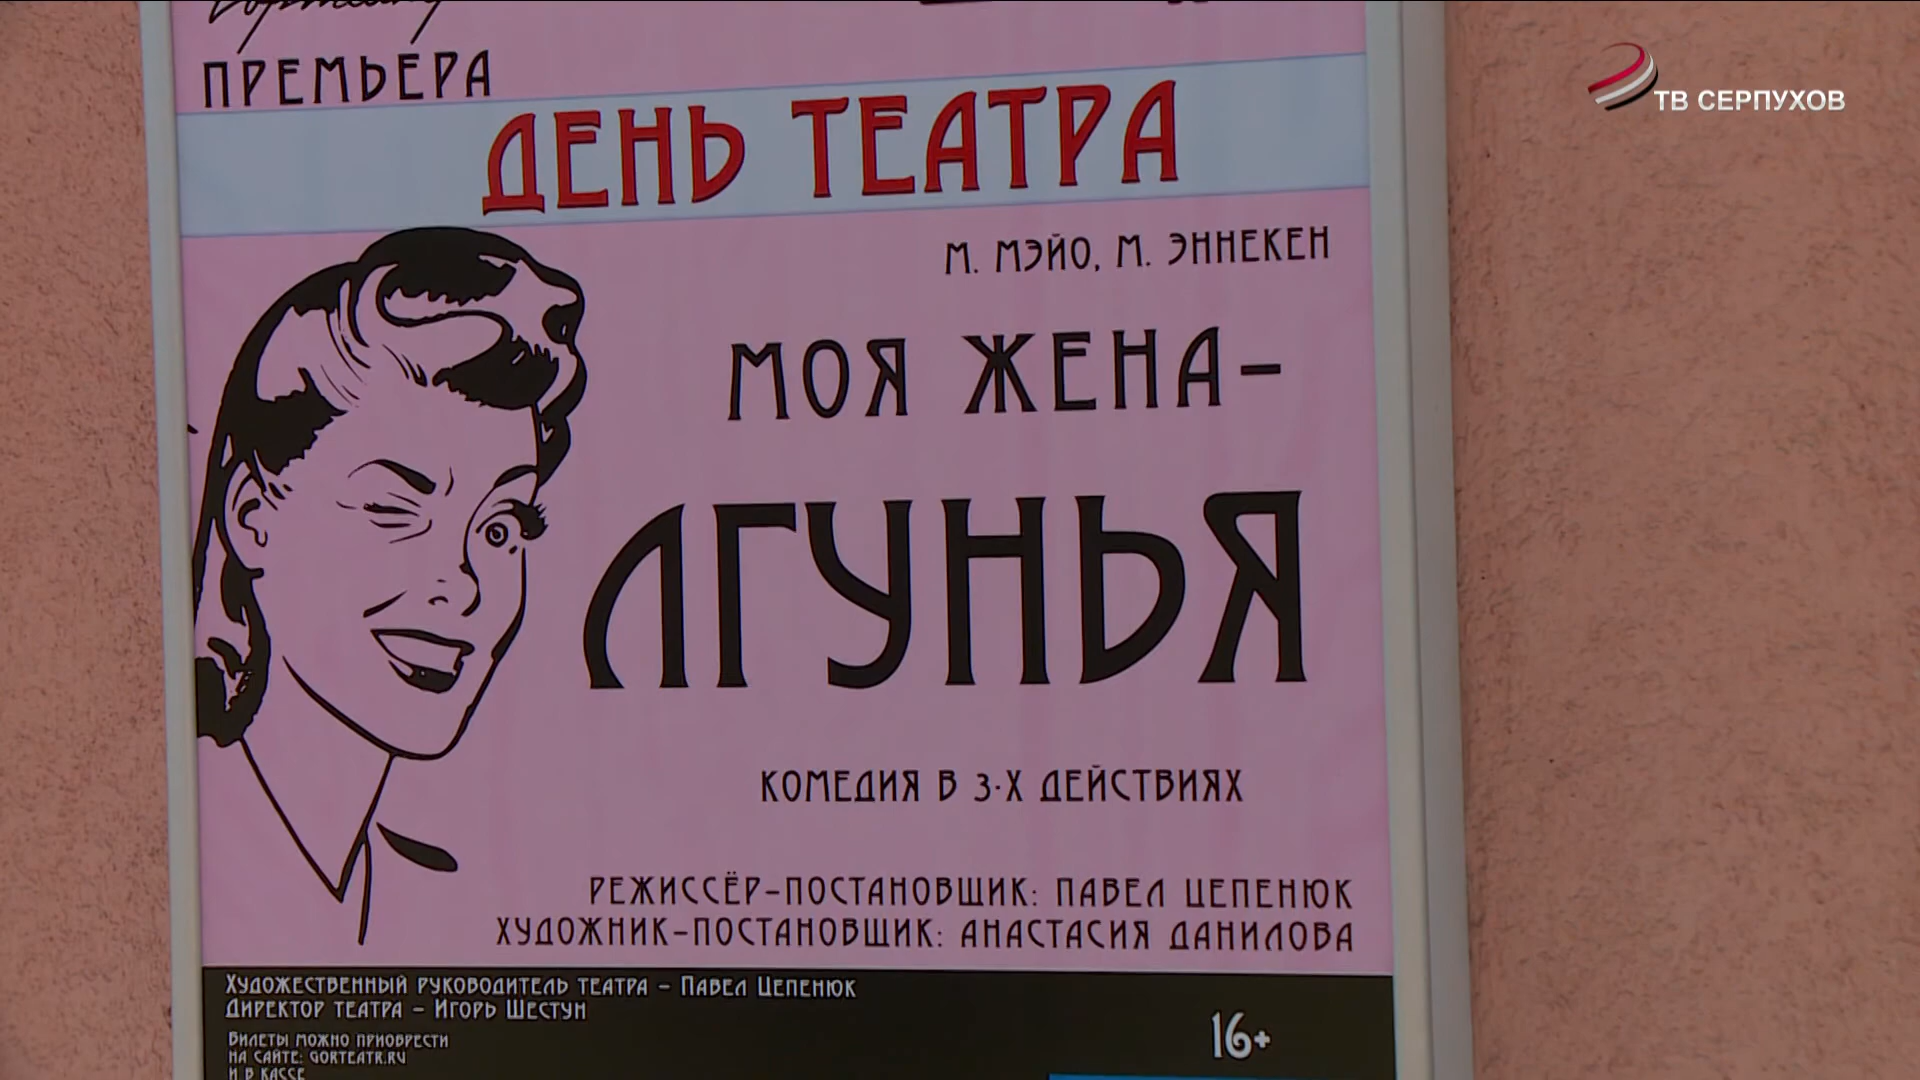 ПРЕМЬЕРА
ТВ СЕРПУХОВ
ДЕНЬ ТЕАТРА
М. МЭЙО, М. ЭННЕКЕН
МОЯ ЖЕНА–
ЛГУНЬЯ
КОМЕДИЯ В 3-Х ДЕЙСТВИЯХ
РЕЖИССЁР–ПОСТАНОВЩИК: ПАВЕЛ ЦЕПЕНЮК
ХУДОЖНИК–ПОСТАНОВЩИК: АНАСТАСИЯ ДАНИЛОВА
ХУДОЖЕСТВЕННЫЙ РУКОВОДИТЕЛЬ ТЕАТРА – ПАВЕЛ ЦЕПЕНЮК
ДИРЕКТОР ТЕАТРА – ИГОРЬ ШЕСТУН
16+
БИЛЕТЫ МОЖНО ПРИОБРЕСТИ
НА САЙТЕ: GORTEATR.RU
И В КАССЕ